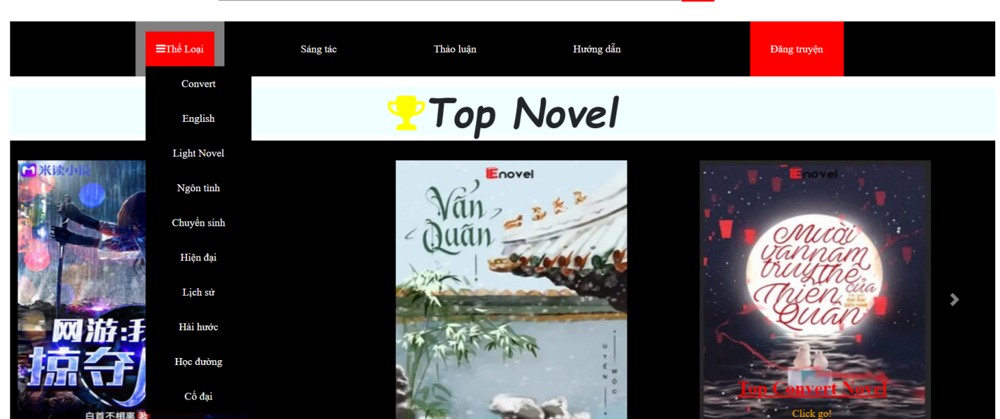 Thể Loại
Sáng tác
Thảo luận
Hướng dẫn
Đăng truyện
Convert
English
Light Novel
Ngôn tình
Chuyển sinh
Hiện đại
Lịch sử
Hài hước
Học đường
Cổ đại
Top Novel
米读小说
网游:我
掠夺
白首不相离 著
Enovel
Vấn
Quân
UYỂN
MỘC
Enovel
Mười
vạn năm
truy thê
của
Thiên
Quân
Top Convert Novel
Click go!